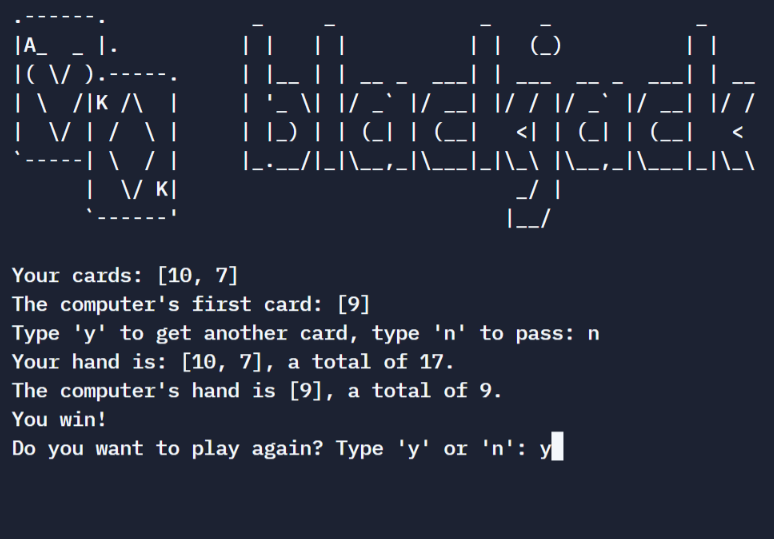 A
K
K
blackjack
Your cards: [10, 7]
The computer's first card: [9]
Type 'y' to get another card, type 'n' to pass: n
Your hand is: [10, 7], a total of 17.
The computer's hand is [9], a total of 9.
You win!
Do you want to play again? Type 'y' or 'n': y